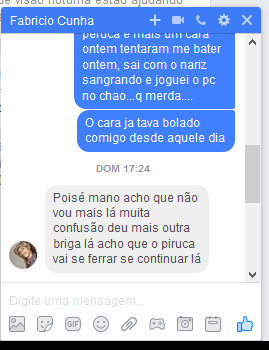 de visão noturna estão ajudando
Fabricio Cunha
peruca e mais um cara
ontem tentaram me bater
ontem, sai com o nariz
sangrando e joguei o pc
no chao...q merda....
O cara ja tava bolado
comigo desde aquele dia
DOM 17:24
Poisé mano acho que não
vou mais lá muita
confusão deu mais outra
briga lá acho que o piruca
vai se ferrar se continuar lá
Digite uma mensagem...
GIF